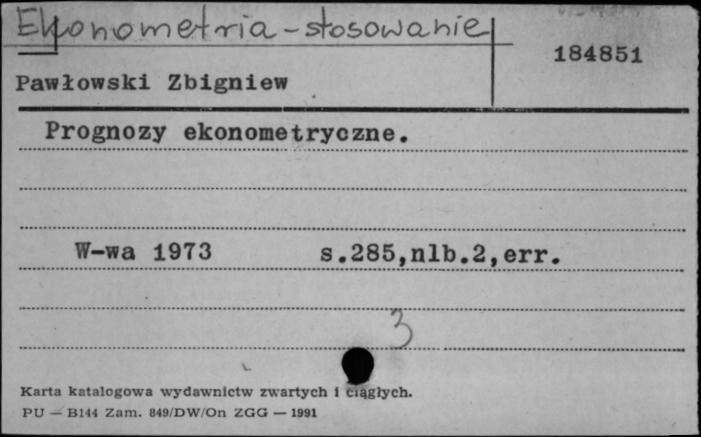 Ekonometria - stosowanie
184851
Pawłowski Zbigniew
Prognozy ekonometryczne.
W-wa 1973 s.285,nlb.2,err.
3
Karta katalogowa wydawnictw zwartych i ciągłych.
PU — B144 Zam. 849/DW/On ZGG — 1991